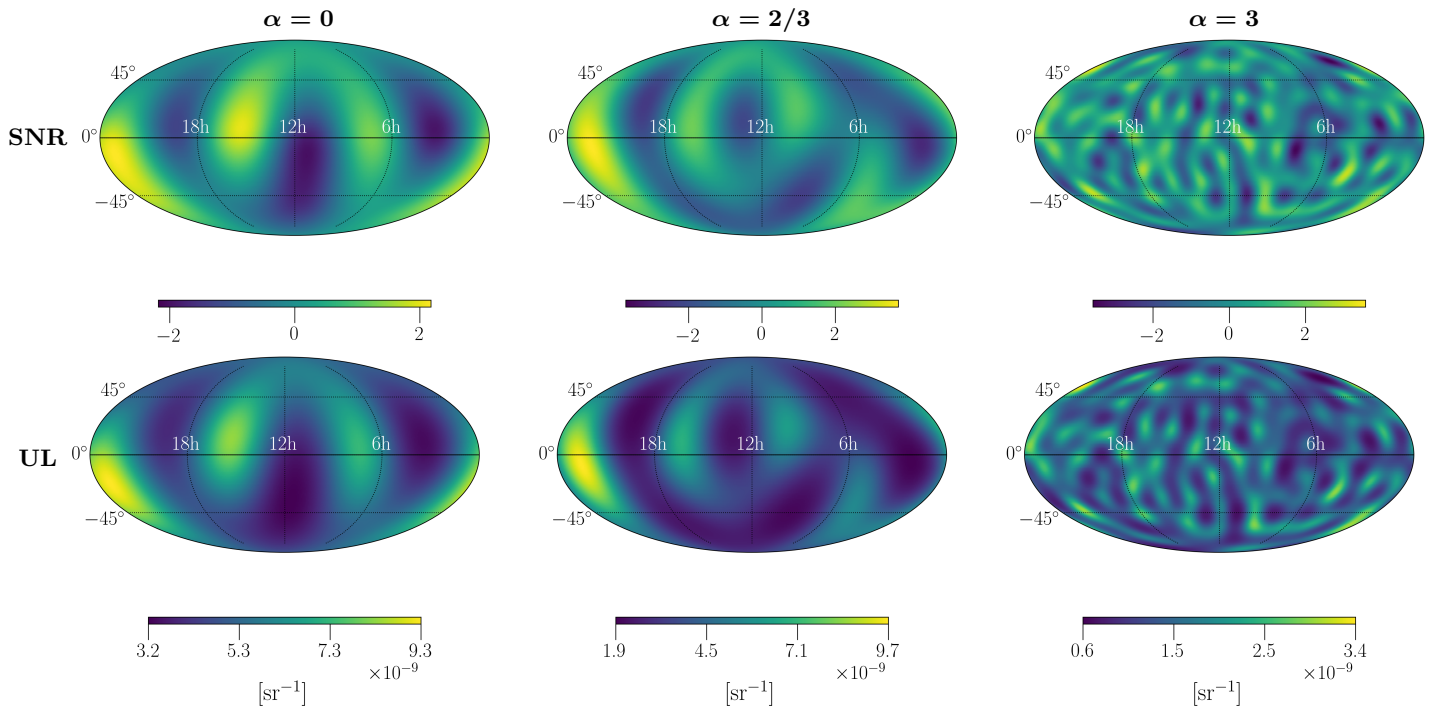 α = 0 α = 2/3 α = 3
45° 45° 45°
SNR 0° 18h 12h 6h 0° 18h 12h 6h 0° 18h 12h 6h
−45° −45° −45°
−2 0 2 −2 0 2 −2 0 2
45° 45° 45°
UL 0° 18h 12h 6h 0° 18h 12h 6h 0° 18h 12h 6h
−45° −45° −45°
3.2 5.3 7.3 9.3 1.9 4.5 7.1 9.7 0.6 1.5 2.5 3.4
×10⁻⁹ ×10⁻⁹ ×10⁻⁹
[sr⁻¹] [sr⁻¹] [sr⁻¹]